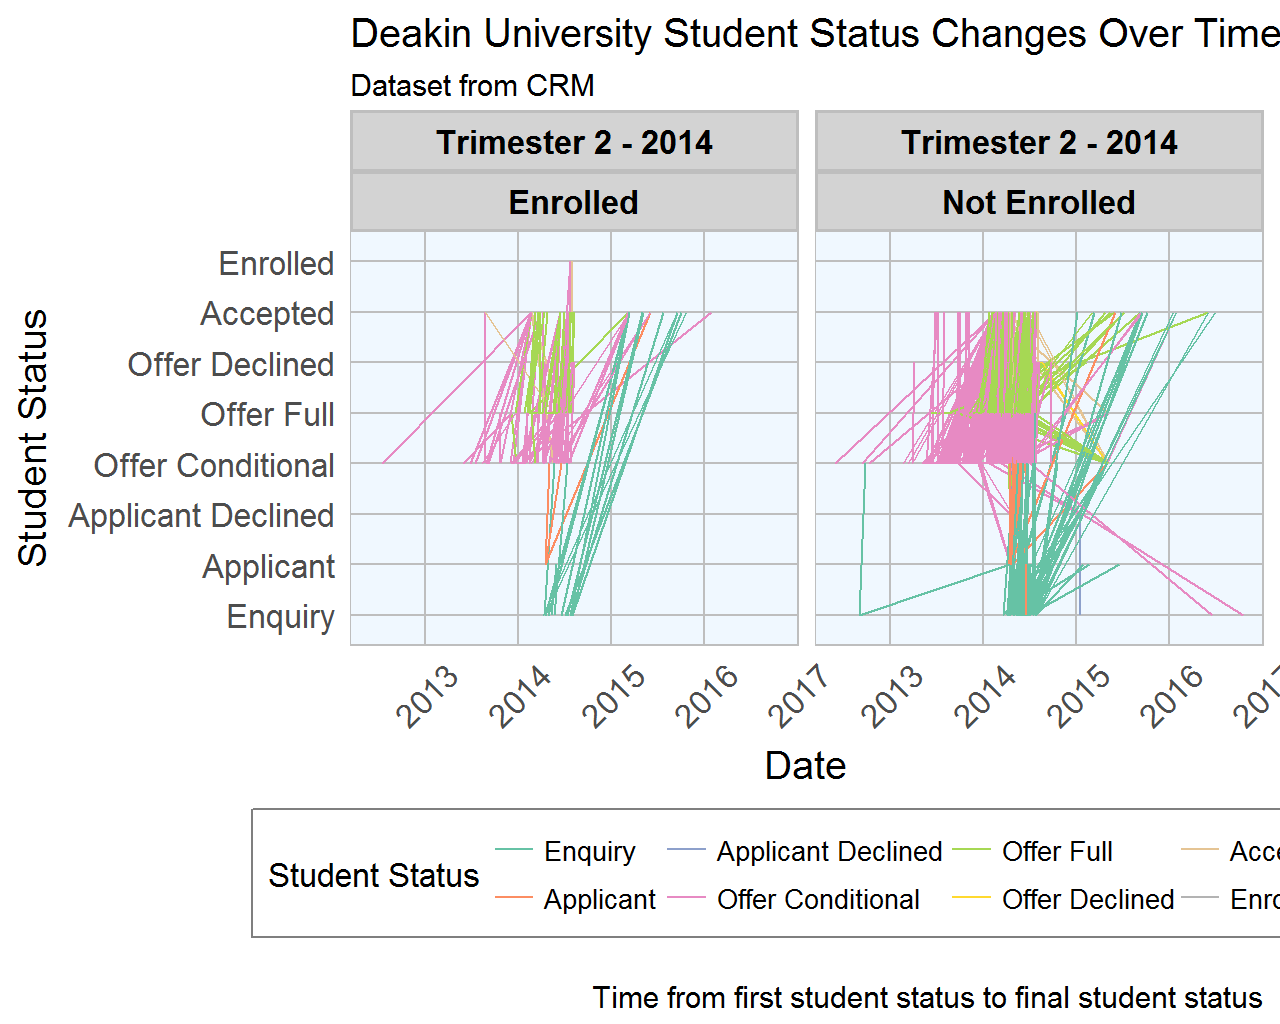 Deakin University Student Status Changes Over Time
Dataset from CRM
Trimester 2 - 2014
Trimester 2 - 2014
Enrolled
Not Enrolled
Student Status
Enrolled
Accepted
Offer Declined
Offer Full
Offer Conditional
Applicant Declined
Applicant
Enquiry
2013 2014 2015 2016 2017
2013 2014 2015 2016 2017
Date
Student Status
Enquiry Applicant Declined Offer Full Acce
Applicant Offer Conditional Offer Declined Enro
Time from first student status to final student status